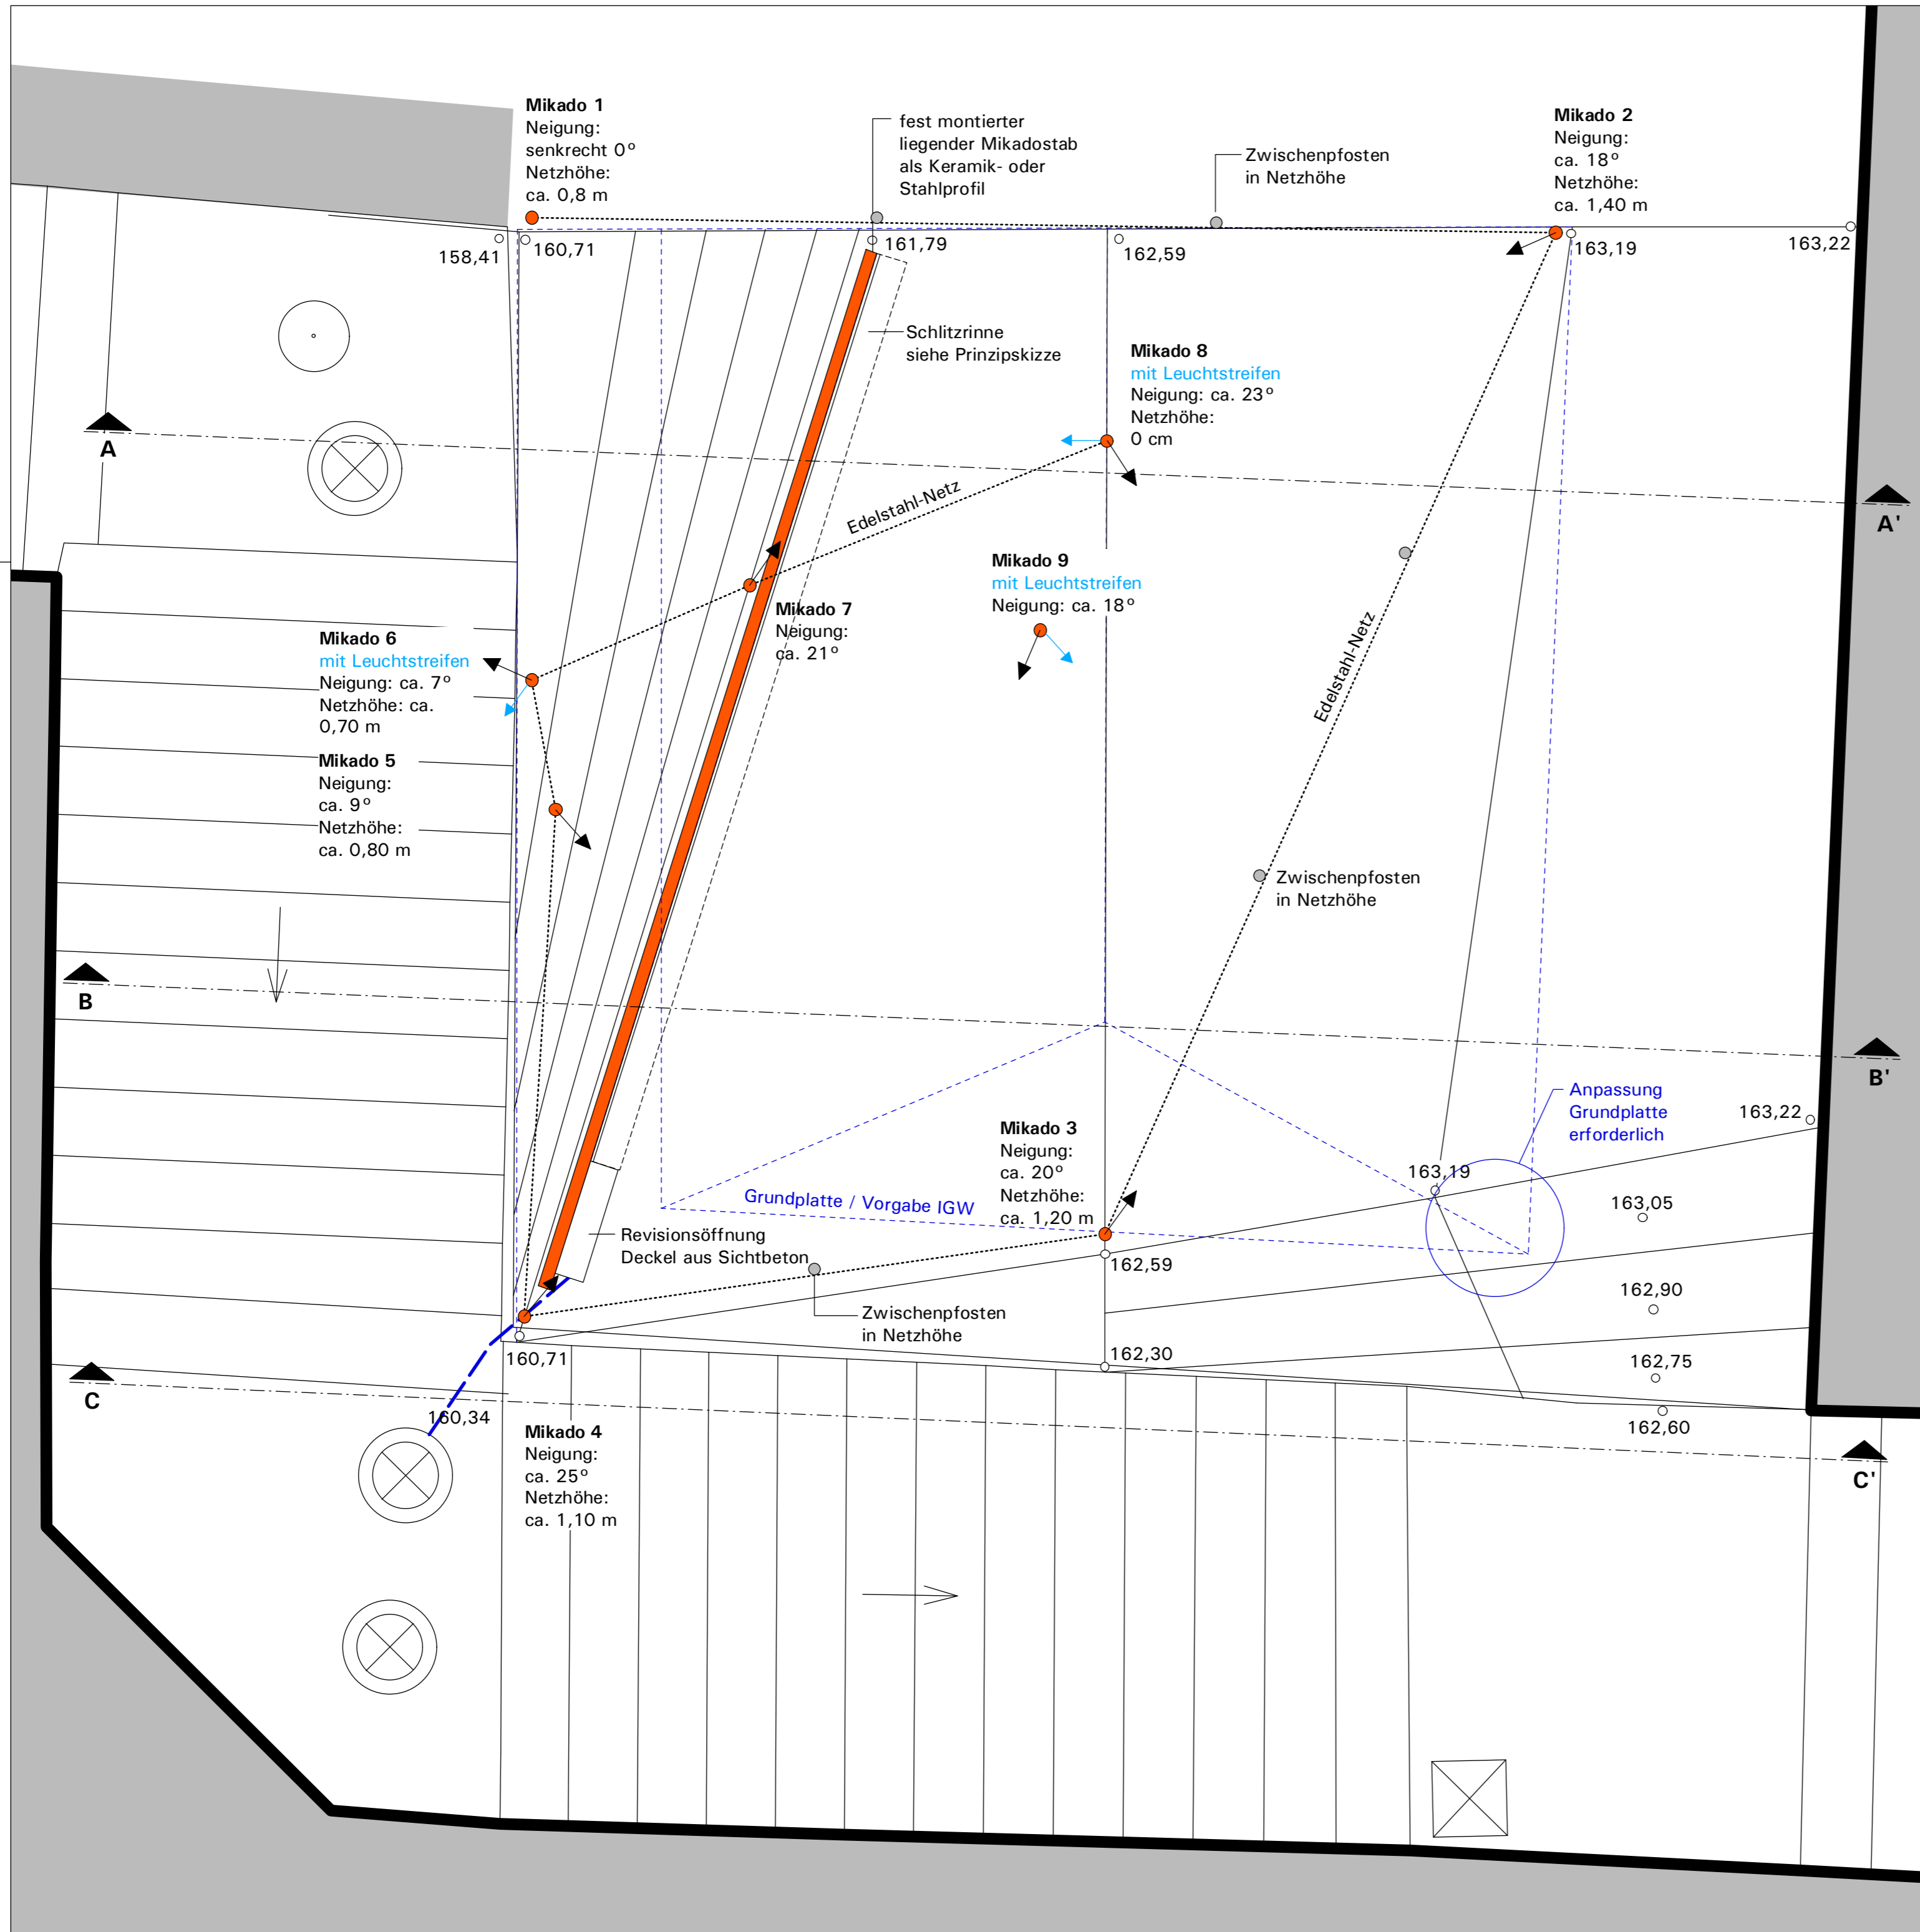 Mikado 1
Neigung:
senkrecht 0°
Netzhöhe:
ca. 0,8 m
fest montierter
liegender Mikadostab
als Keramik- oder
Stahlprofil
Zwischenpfosten
in Netzhöhe
Mikado 2
Neigung:
ca. 18°
Netzhöhe:
ca. 1,40 m
158,41
160,71
161,79
162,59
163,19
163,22
Schlitzrinne
siehe Prinzipskizze
Mikado 8
mit Leuchtstreifen
Neigung: ca. 23°
Netzhöhe:
0 cm
A
A'
Edelstahl-Netz
Mikado 9
mit Leuchtstreifen
Neigung: ca. 18°
Mikado 7
Neigung:
ca. 21°
Edelstahl-Netz
Mikado 6
mit Leuchtstreifen
Neigung: ca. 7°
Netzhöhe: ca.
0,70 m
Mikado 5
Neigung:
ca. 9°
Netzhöhe:
ca. 0,80 m
Zwischenpfosten
in Netzhöhe
B
B'
Anpassung
Grundplatte
erforderlich
163,22
Mikado 3
Neigung:
ca. 20°
Netzhöhe:
ca. 1,20 m
163,19
Grundplatte / Vorgabe IGW
163,05
Revisionsöffnung
Deckel aus Sichtbeton
162,59
162,90
Zwischenpfosten
in Netzhöhe
160,71
162,30
162,75
C
160,34
162,60
C'
Mikado 4
Neigung:
ca. 25°
Netzhöhe:
ca. 1,10 m